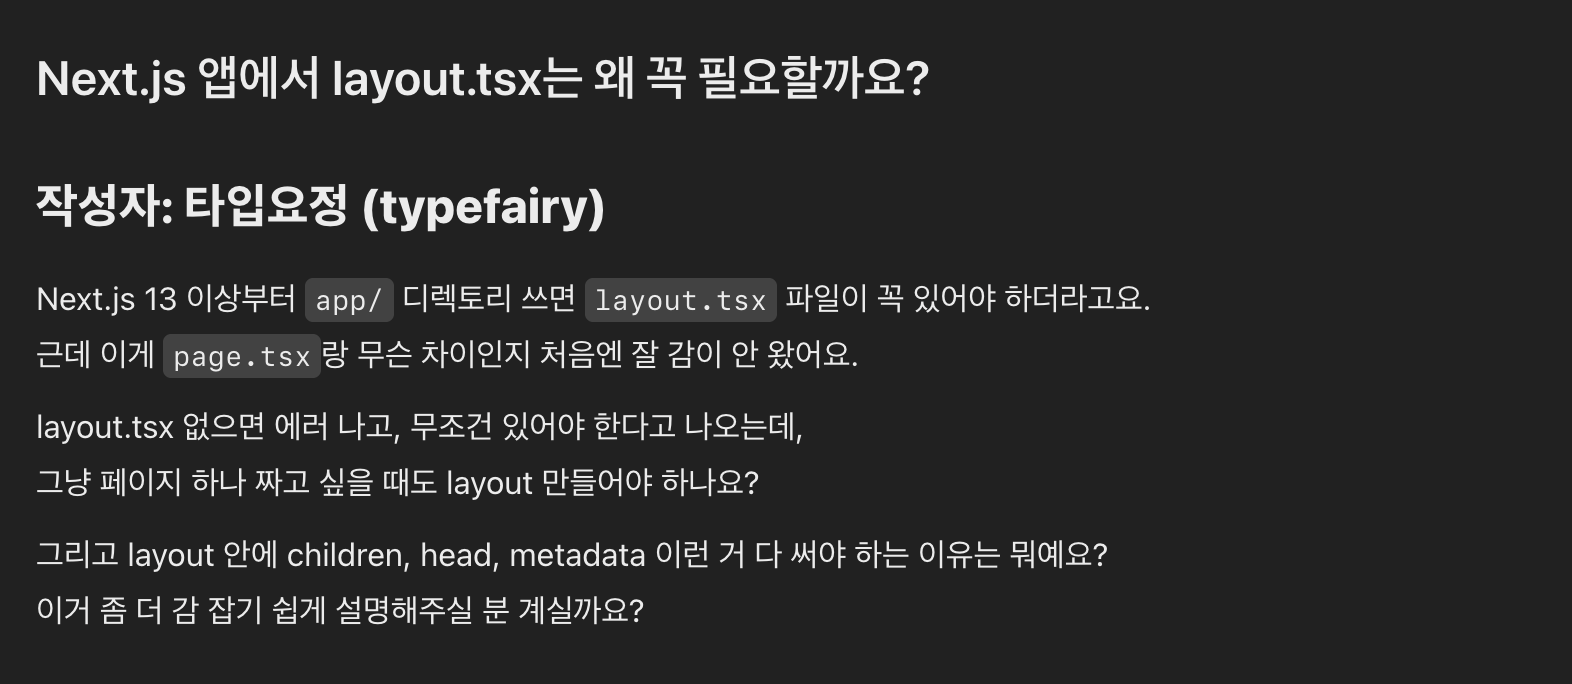 Next.js 앱에서 layout.tsx는 왜 꼭 필요할까요?
작성자: 타입요정 (typefairy)
Next.js 13 이상부터 app/ 디렉토리 쓰면 layout.tsx 파일이 꼭 있어야 하더라고요.
근데 이게 page.tsx랑 무슨 차이인지 처음엔 잘 감이 안 왔어요.
layout.tsx 없으면 에러 나고, 무조건 있어야 한다고 나오는데,
그냥 페이지 하나 짜고 싶을 때도 layout 만들어야 하나요?
그리고 layout 안에 children, head, metadata 이런 거 다 써야 하는 이유는 뭐예요?
이거 좀 더 감 잡기 쉽게 설명해주실 분 계실까요?